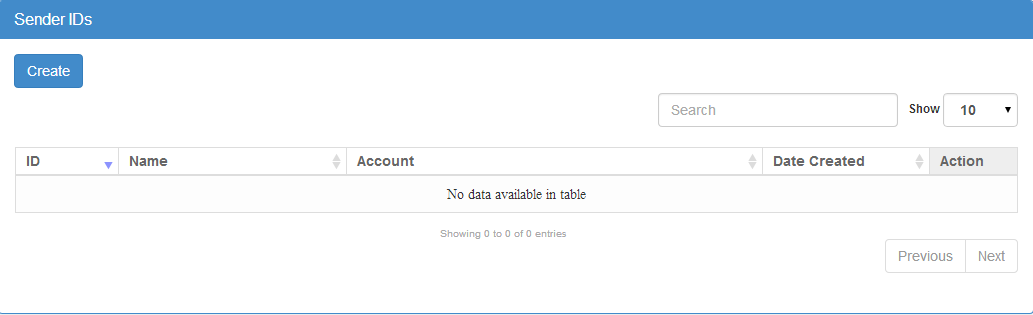 Sender IDs
Create
Search Show 10
ID Name Account Date Created Action
No data available in table
Showing 0 to 0 of 0 entries
Previous Next